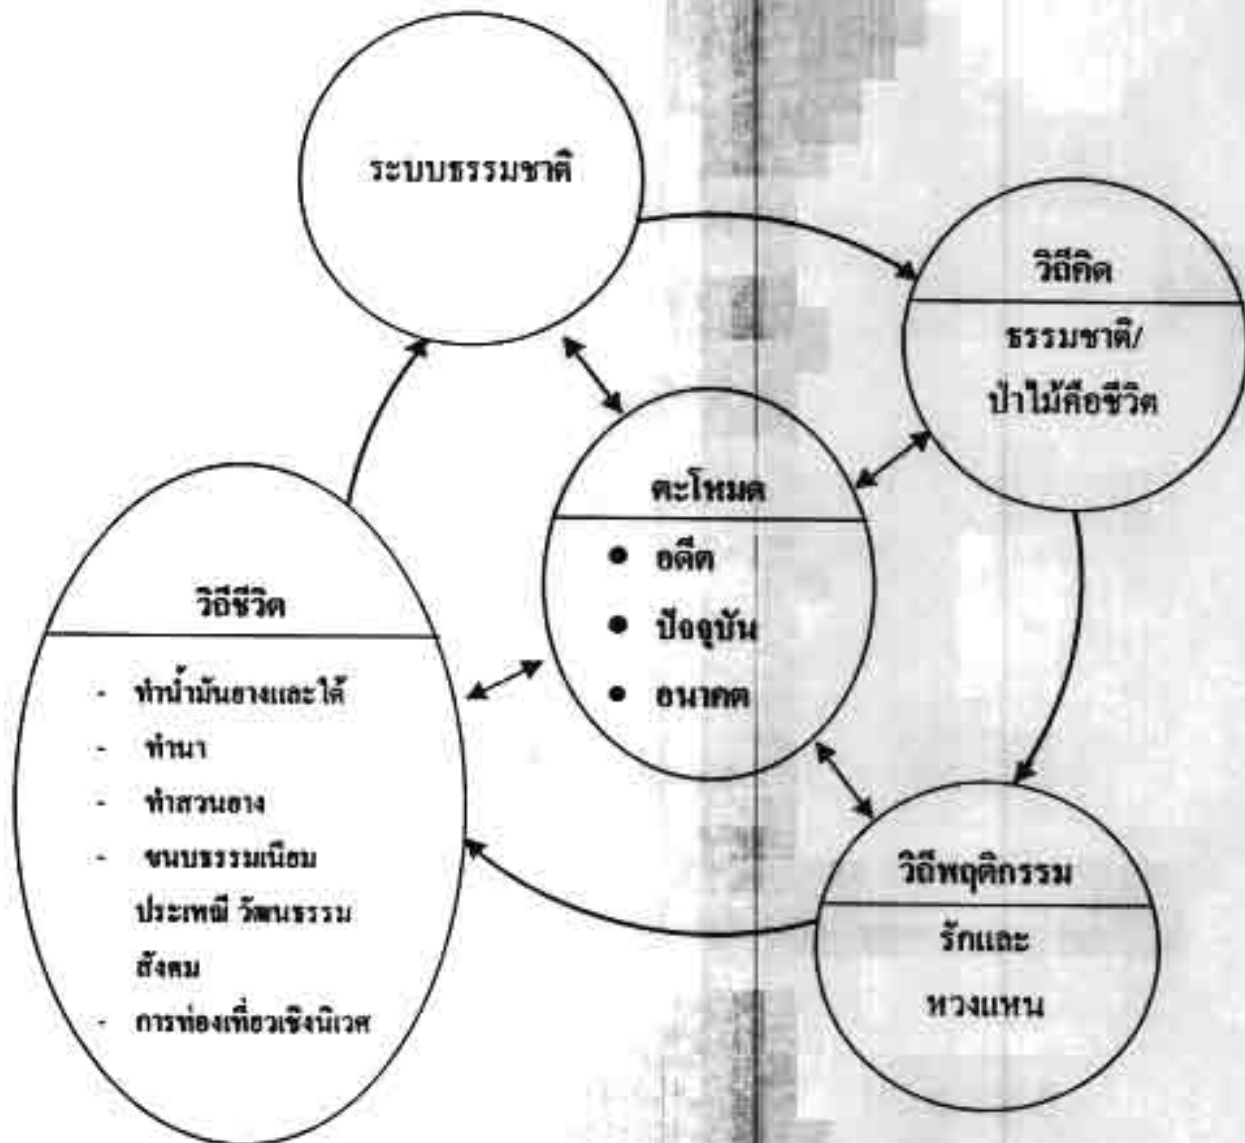 ระบบธรรมชาติ
วิถีคิด
ธรรมชาติ/
ป่าไม้คือชีวิต
ตะโหมด
● อดีต
● ปัจจุบัน
● อนาคต
วิถีชีวิต
- ทำน้ำมันยางและไต้
- ทำนา
- ทำสวนยาง
- ขนบธรรมเนียม
ประเพณี วัฒนธรรม
สังคม
- การท่องเที่ยวเชิงนิเวศ
วิถีพฤติกรรม
รักและ
หวงแหน